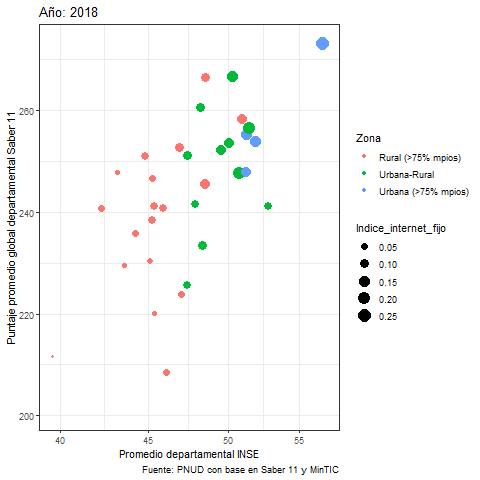 Año: 2018
Puntaje promedio global departamental Saber 11
260
240
220
200
40
45
50
55
Promedio departamental INSE
Fuente: PNUD con base en Saber 11 y MinTIC
Zona
Rural (>75% mpios)
Urbana-Rural
Urbana (>75% mpios)
Indice_internet_fijo
0.05
0.10
0.15
0.20
0.25